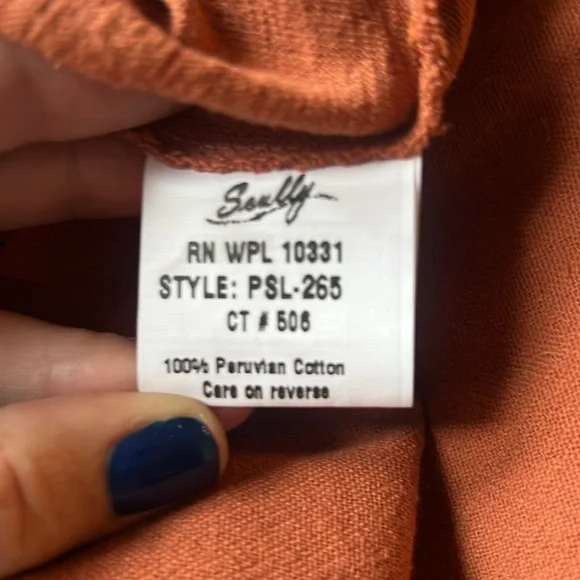 Scully
RN WPL 10331
STYLE: PSL-265
CT # 506
100% Peruvian Cotton
Care on reverse